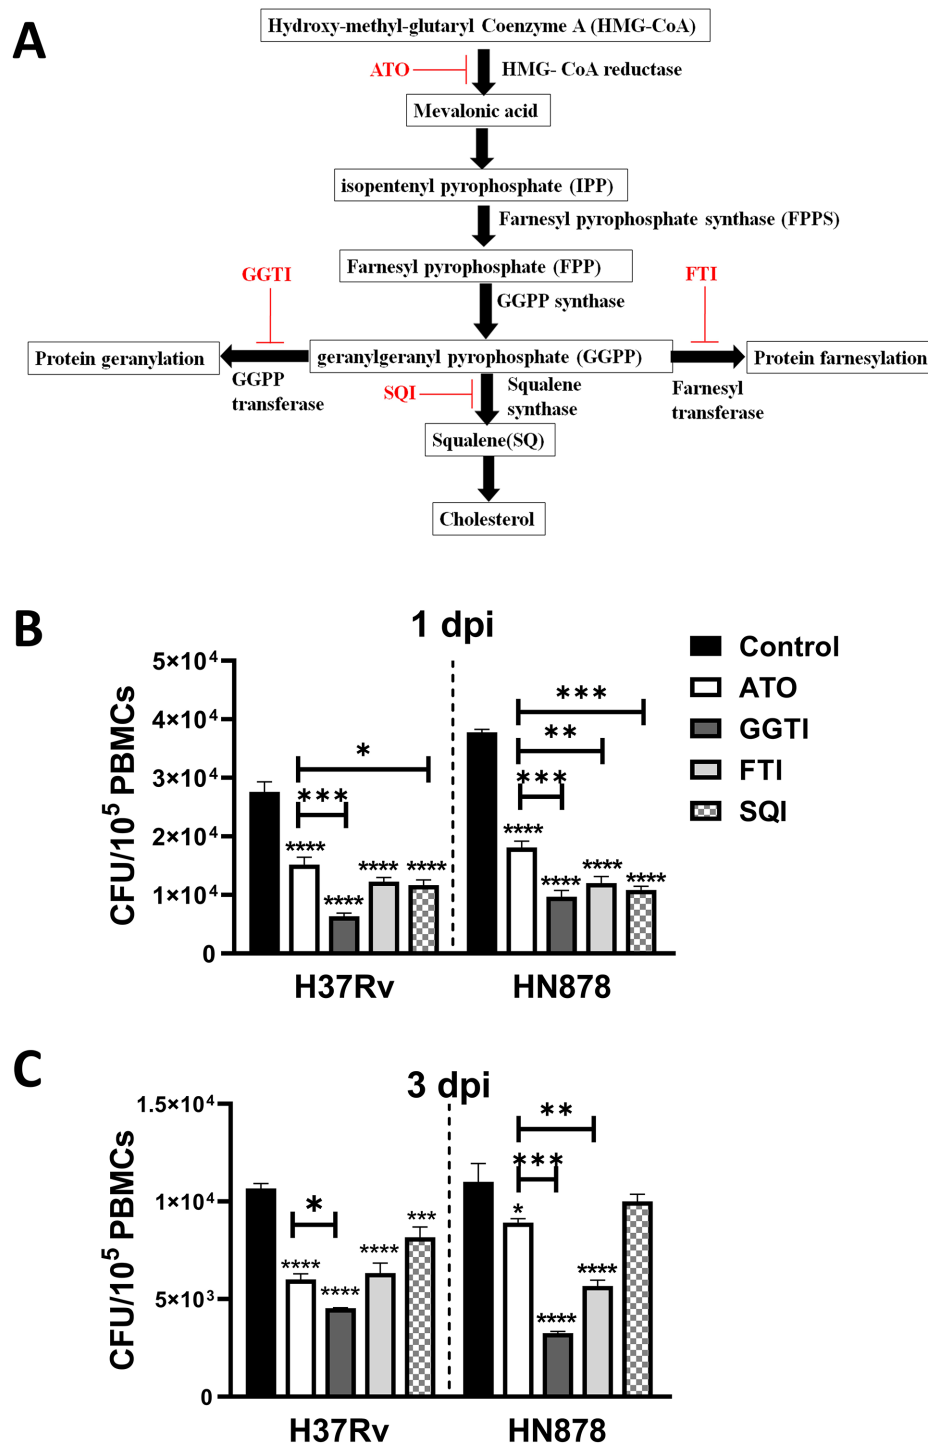 A
Hydroxy-methyl-glutaryl Coenzyme A (HMG-CoA)
ATO
HMG- CoA reductase
Mevalonic acid
isopentenyl pyrophosphate (IPP)
Farnesyl pyrophosphate synthase (FPPS)
Farnesyl pyrophosphate (FPP)
GGTI
FTI
GGPP synthase
Protein geranylation
geranylgeranyl pyrophosphate (GGPP)
Protein farnesylation
GGPP
transferase
SQI
Squalene
synthase
Farnesyl
transferase
Squalene(SQ)
Cholesterol
B
1 dpi
Control
ATO
GGTI
FTI
SQI
CFU/10⁵ PBMCs
5×10⁴
4×10⁴
3×10⁴
2×10⁴
1×10⁴
0
*
***
****
****
****
****
***
**
***
****
****
****
****
H37Rv
HN878
C
3 dpi
CFU/10⁵ PBMCs
1.5×10⁴
1×10⁴
5×10³
0
*
****
****
****
***
**
***
*
****
****
H37Rv
HN878